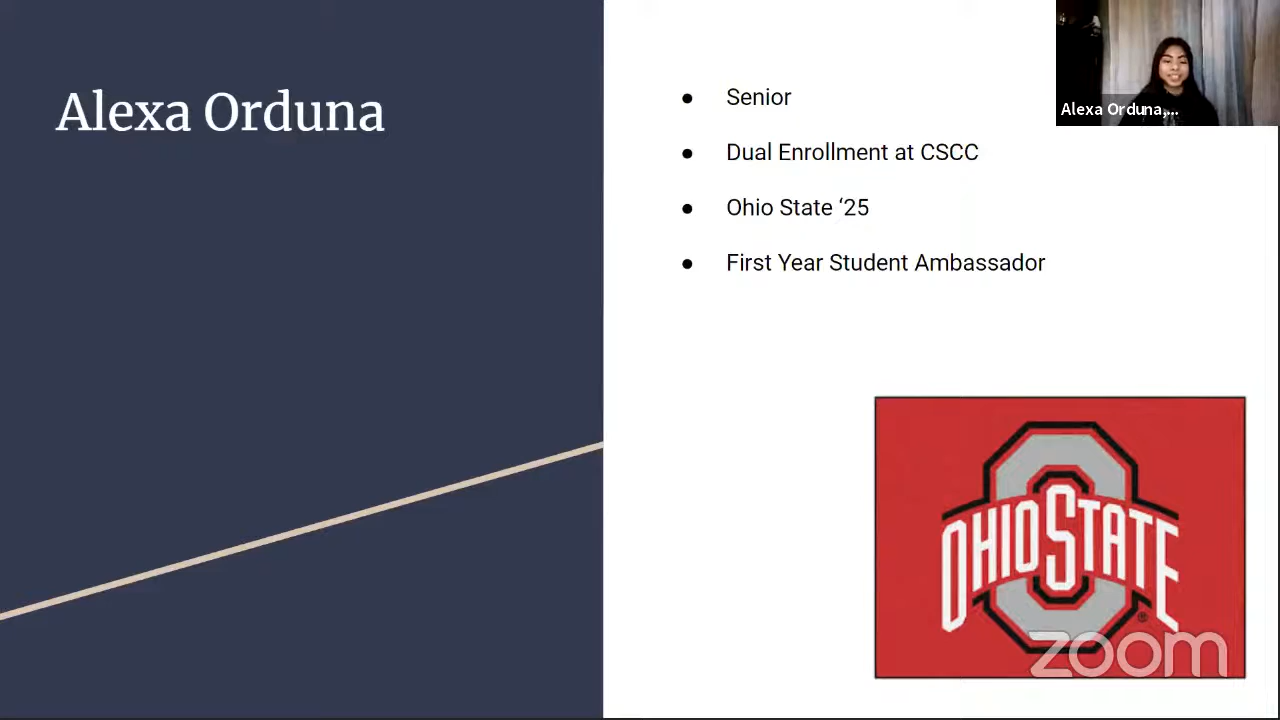 Alexa Orduna
Senior
Dual Enrollment at CSCC
Ohio State ‘25
First Year Student Ambassador
Alexa Orduna,...
OHIO STATE
®
zoom